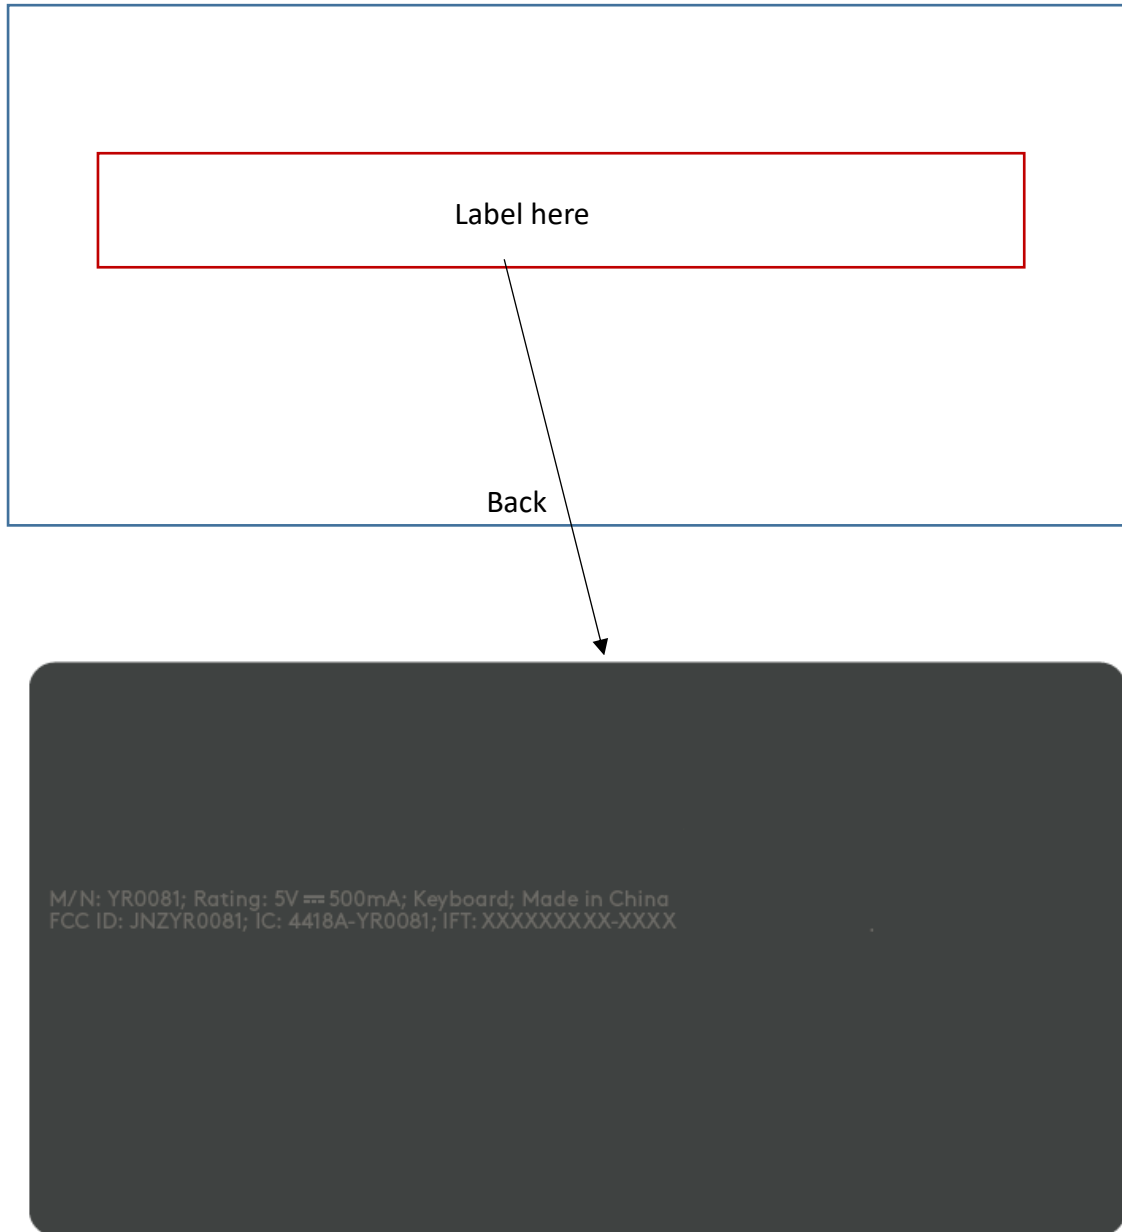 Label here
Back
M/N: YR0081; Rating: 5V ⎓ 500mA; Keyboard; Made in China
FCC ID: JNZYR0081; IC: 4418A-YR0081; IFT: XXXXXXXXX-XXXX